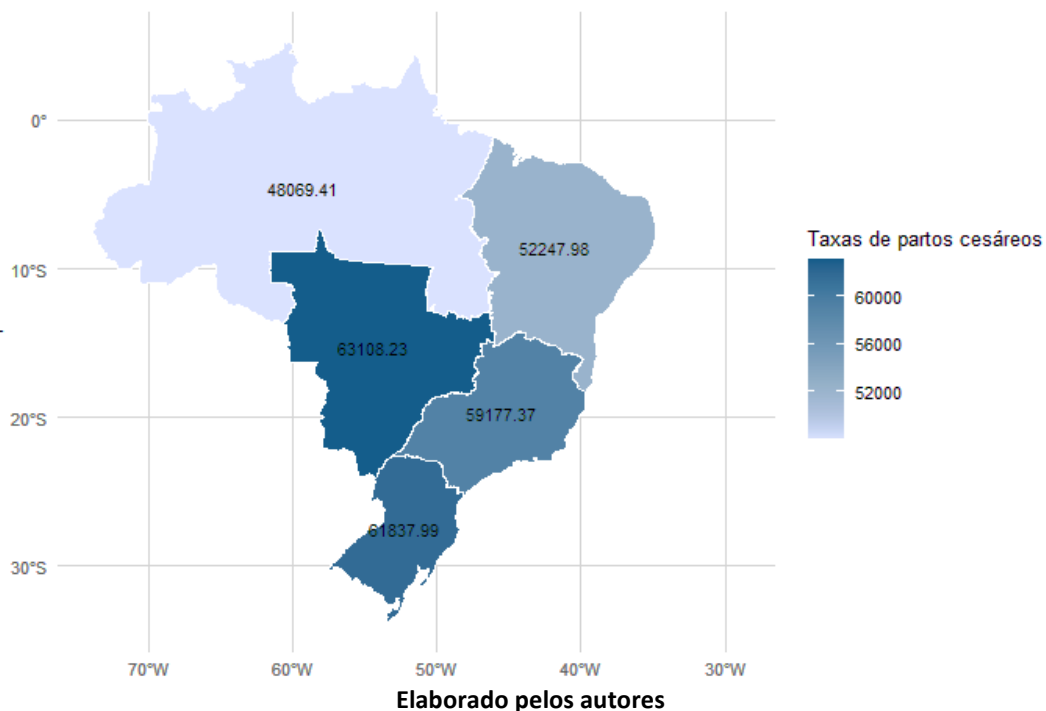 0°
10°S
20°S
30°S
48069.41
52247.98
63108.23
59177.37
61837.99
70°W 60°W 50°W 40°W 30°W
Taxas de partos cesáreos
60000
56000
52000
Elaborado pelos autores